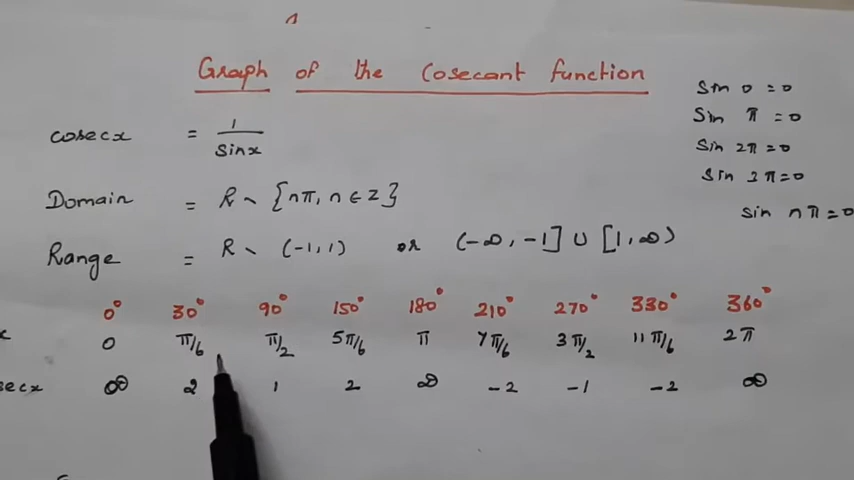 Graph of the Cosecant function
cosecx = 1/sinx
Domain = R \ {nπ, n ∈ Z}
Range = R \ (-1, 1) or (-∞, -1] ∪ [1, ∞)
sin 0 = 0
sin π = 0
sin 2π = 0
sin 3π = 0
sin nπ = 0
0° 30° 90° 150° 180° 210° 270° 330° 360°
x 0 π/6 π/2 5π/6 π 7π/6 3π/2 11π/6 2π
secx ∞ 2 1 2 ∞ -2 -1 -2 ∞